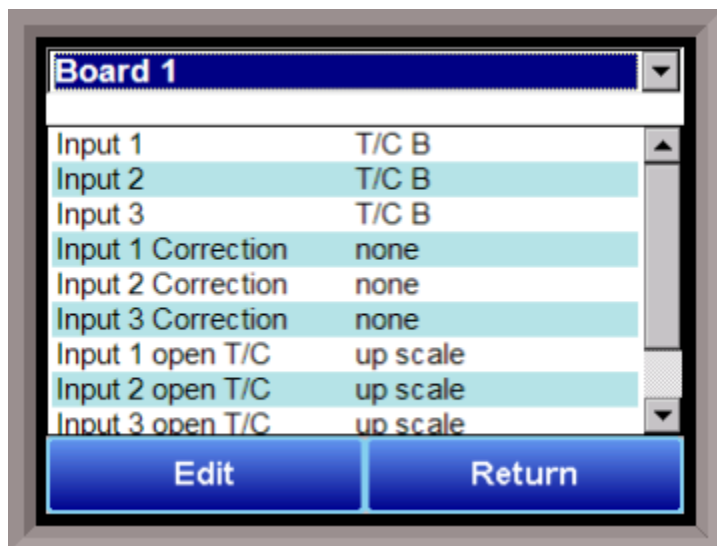 Board 1
Input 1 T/C B
Input 2 T/C B
Input 3 T/C B
Input 1 Correction none
Input 2 Correction none
Input 3 Correction none
Input 1 open T/C up scale
Input 2 open T/C up scale
Input 3 open T/C up scale
Edit Return